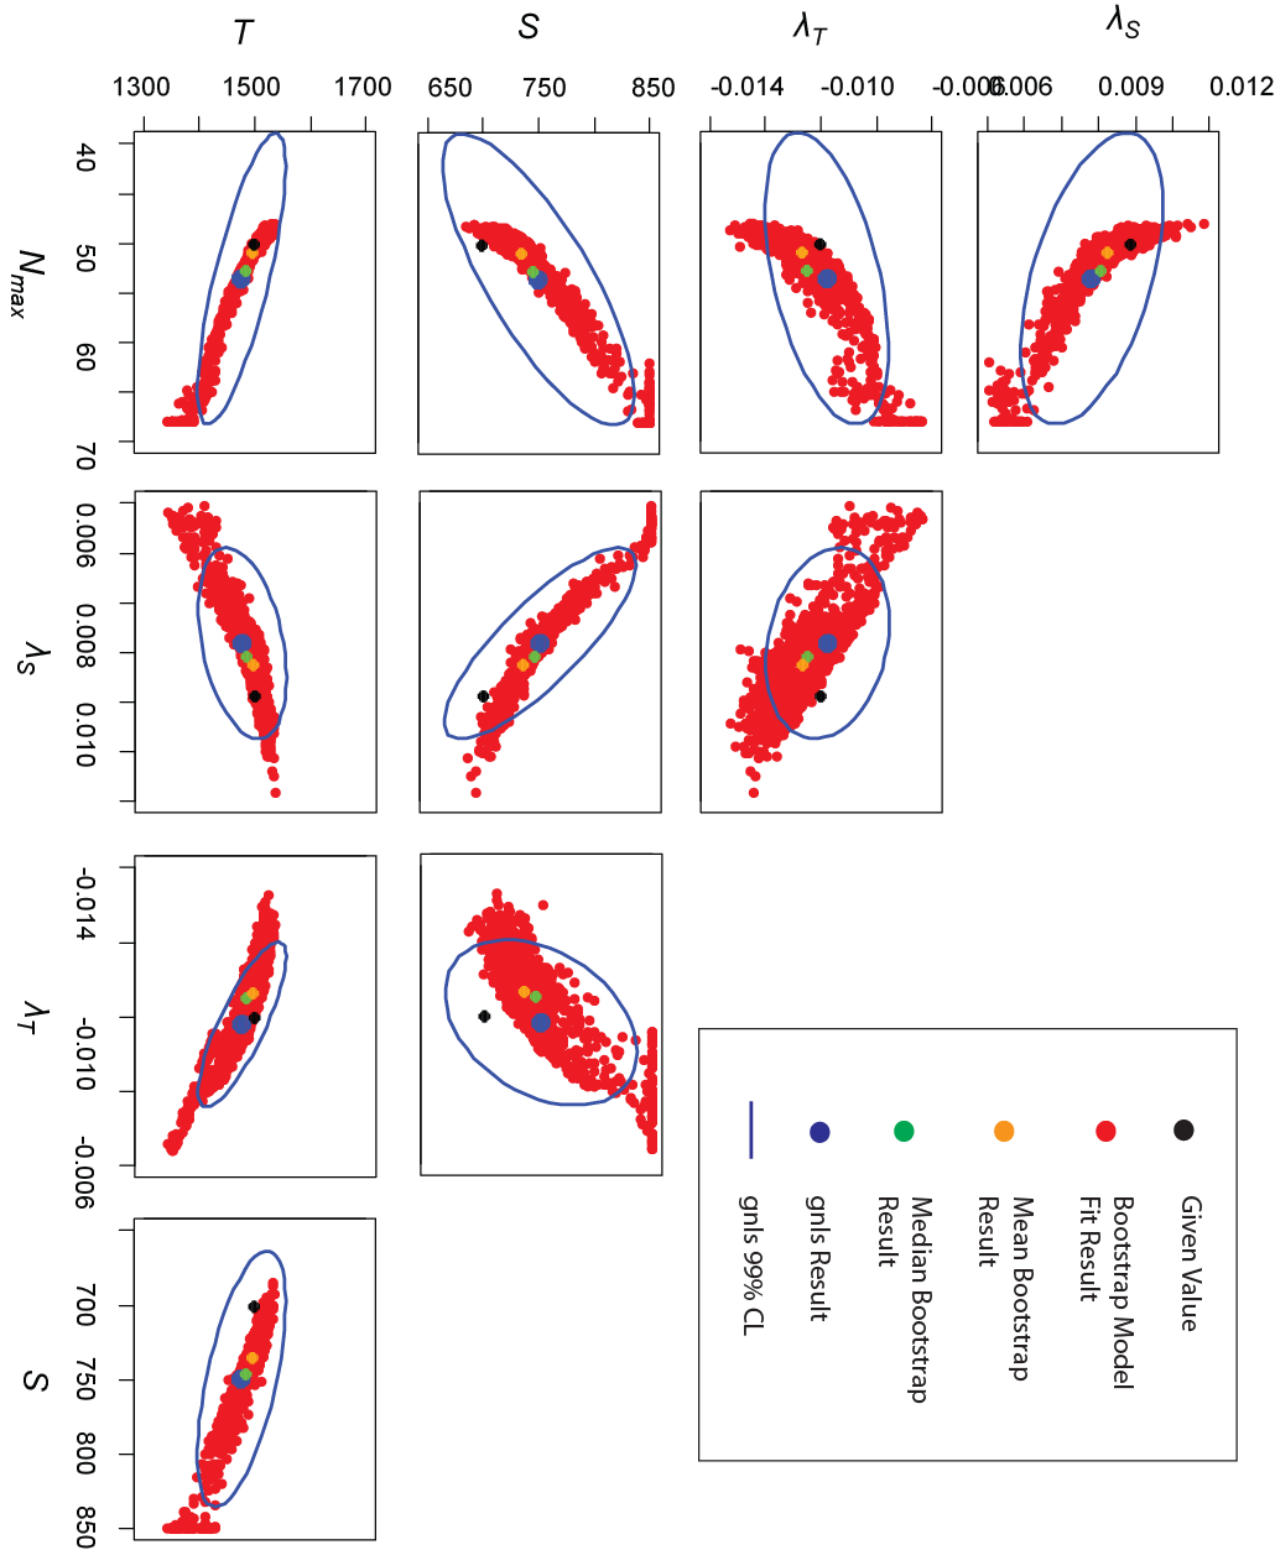 T
S
λT
λS
1300 1500 1700
650 750 850
-0.014 -0.010 -0.006
0.006 0.009 0.012
40 50 60 70
Nmax
0.006 0.008 0.010
λS
-0.014 -0.010 -0.006
λT
700 750 800 850
S
Given Value
Bootstrap Model
Fit Result
Mean Bootstrap
Result
Median Bootstrap
Result
gnls Result
gnls 99% CL